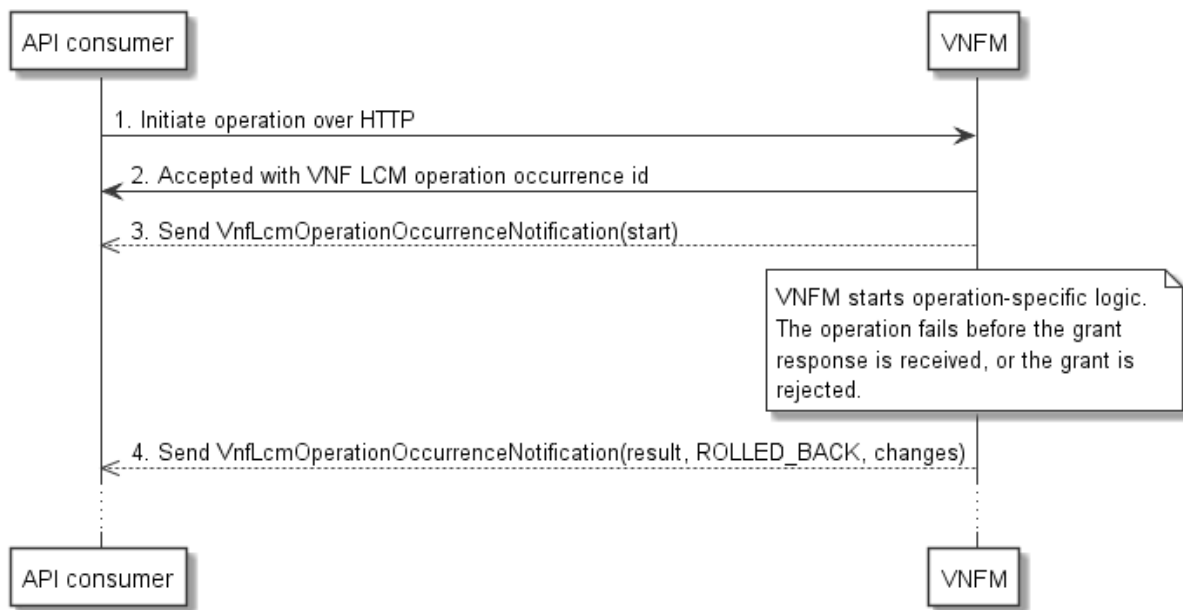 API consumer
VNFM
1. Initiate operation over HTTP
2. Accepted with VNF LCM operation occurrence id
3. Send VnfLcmOperationOccurrenceNotification(start)
VNFM starts operation-specific logic.
The operation fails before the grant
response is received, or the grant is
rejected.
4. Send VnfLcmOperationOccurrenceNotification(result, ROLLED_BACK, changes)
API consumer
VNFM